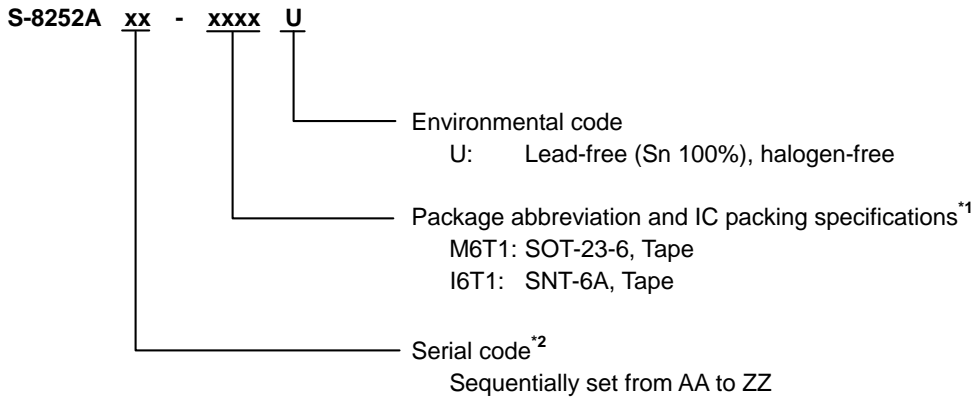 S-8252A xx - xxxx U
Environmental code
U: Lead-free (Sn 100%), halogen-free
Package abbreviation and IC packing specifications*1
M6T1: SOT-23-6, Tape
I6T1: SNT-6A, Tape
Serial code*2
Sequentially set from AA to ZZ